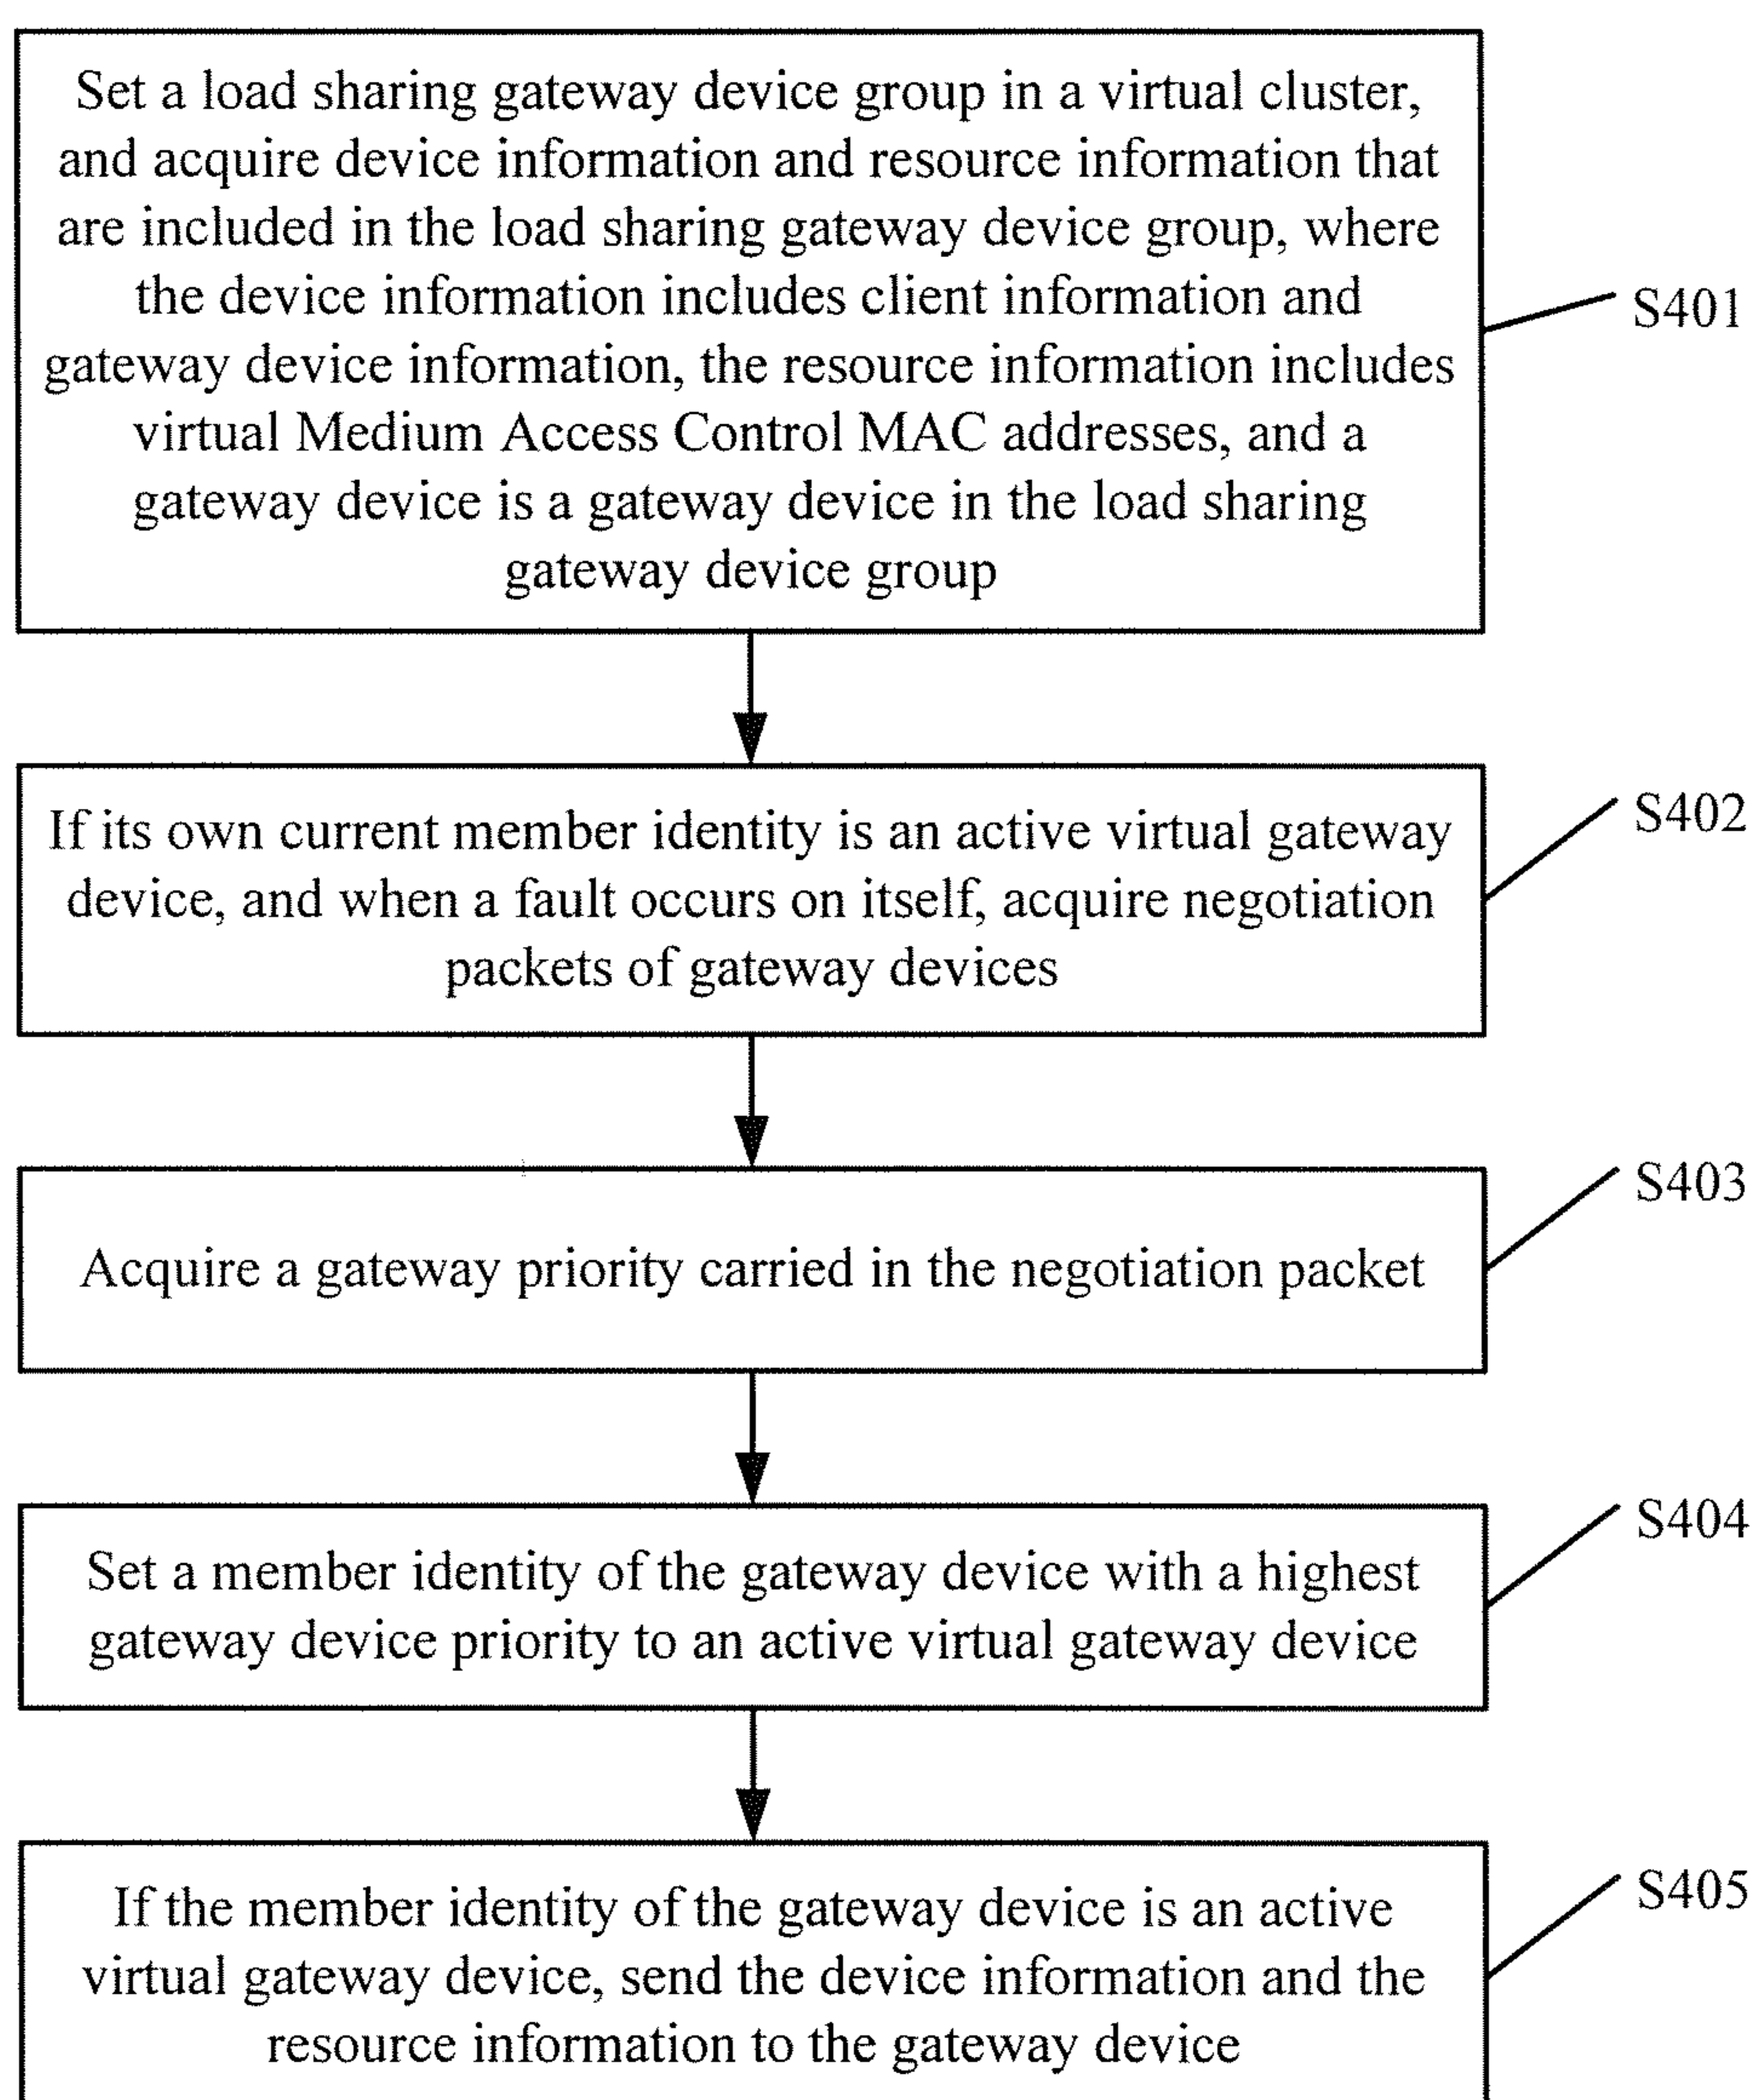 Set a load sharing gateway device group in a virtual cluster,
and acquire device information and resource information that
are included in the load sharing gateway device group, where
the device information includes client information and
gateway device information, the resource information includes
virtual Medium Access Control MAC addresses, and a
gateway device is a gateway device in the load sharing
gateway device group
S401
If its own current member identity is an active virtual gateway
device, and when a fault occurs on itself, acquire negotiation
packets of gateway devices
S402
Acquire a gateway priority carried in the negotiation packet
S403
Set a member identity of the gateway device with a highest
gateway device priority to an active virtual gateway device
S404
If the member identity of the gateway device is an active
virtual gateway device, send the device information and the
resource information to the gateway device
S405